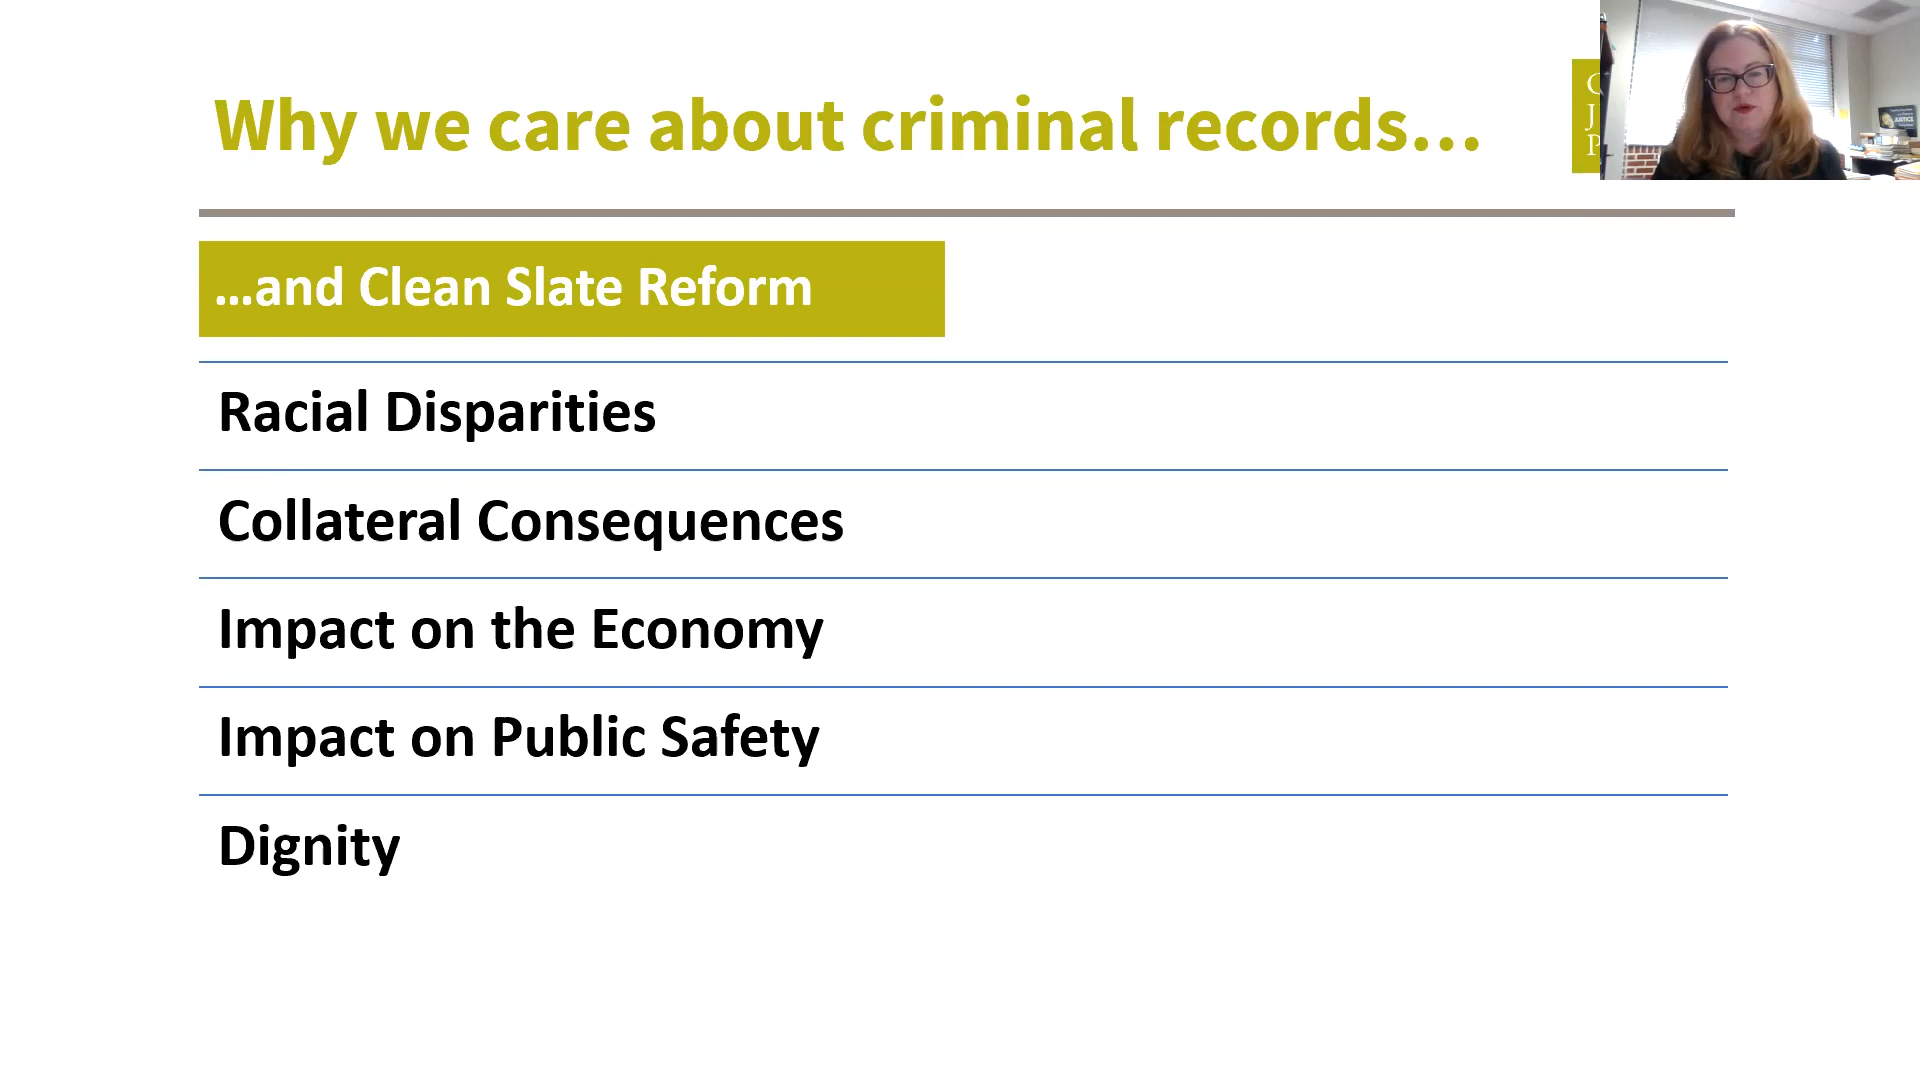 Why we care about criminal records...
C
J
P
...and Clean Slate Reform
JUSTICE
Racial Disparities
Collateral Consequences
Impact on the Economy
Impact on Public Safety
Dignity